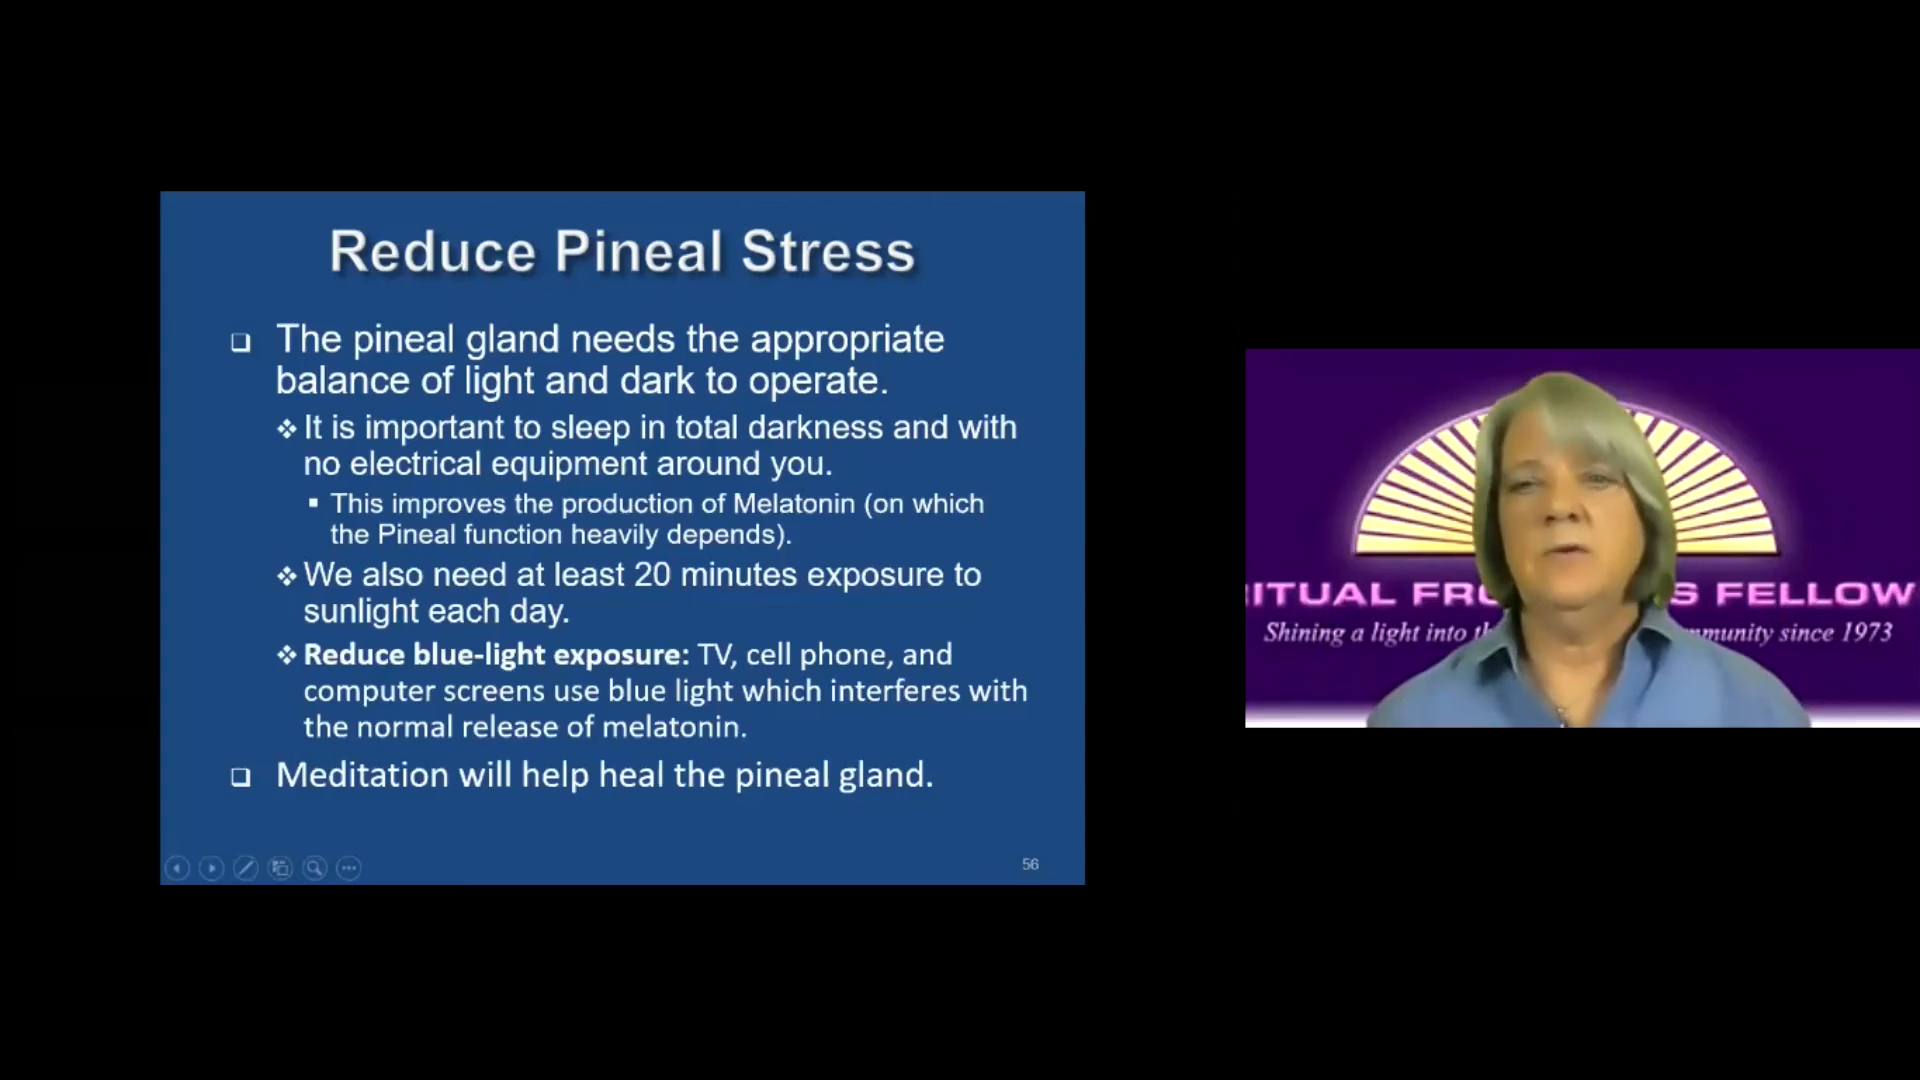 Reduce Pineal Stress
The pineal gland needs the appropriate
balance of light and dark to operate.
It is important to sleep in total darkness and with
no electrical equipment around you.
This improves the production of Melatonin (on which
the Pineal function heavily depends).
We also need at least 20 minutes exposure to
sunlight each day.
Reduce blue-light exposure: TV, cell phone, and
computer screens use blue light which interferes with
the normal release of melatonin.
Meditation will help heal the pineal gland.
56
RITUAL FRO S FELLOW
Shining a light into th mmunity since 1973